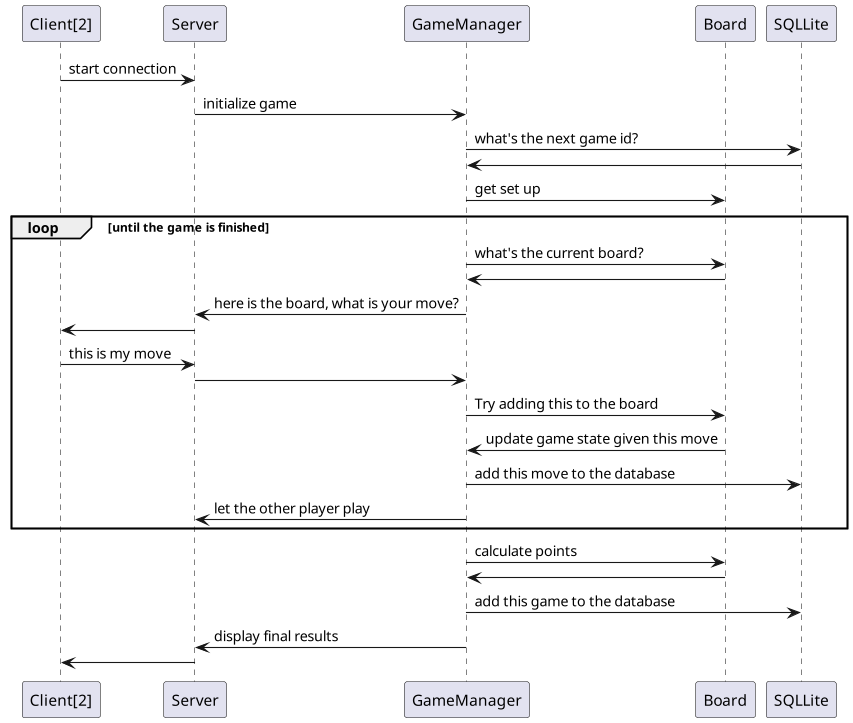 Client[2] Server GameManager Board SQLLite
start connection
initialize game
what's the next game id?
get set up
loop [until the game is finished]
what's the current board?
here is the board, what is your move?
this is my move
Try adding this to the board
update game state given this move
add this move to the database
let the other player play
calculate points
add this game to the database
display final results
Client[2] Server GameManager Board SQLLite